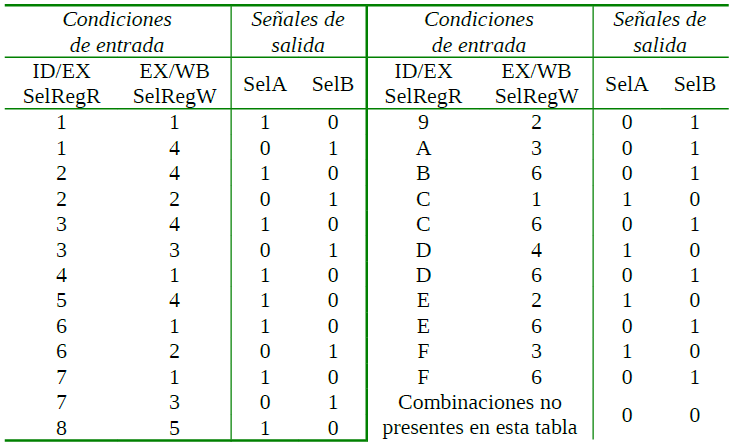 Condiciones de entrada Señales de salida Condiciones de entrada Señales de salida
ID/EX SelRegR EX/WB SelRegW SelA SelB ID/EX SelRegR EX/WB SelRegW SelA SelB
1 1 1 0 9 2 0 1
1 4 0 1 A 3 0 1
2 4 1 0 B 6 0 1
2 2 0 1 C 1 1 0
3 4 1 0 C 6 0 1
3 3 0 1 D 4 1 0
4 1 1 0 D 6 0 1
5 4 1 0 E 2 1 0
6 1 1 0 E 6 0 1
6 2 0 1 F 3 1 0
7 1 1 0 F 6 0 1
7 3 0 1 Combinaciones no presentes en esta tabla 0 0
8 5 1 0